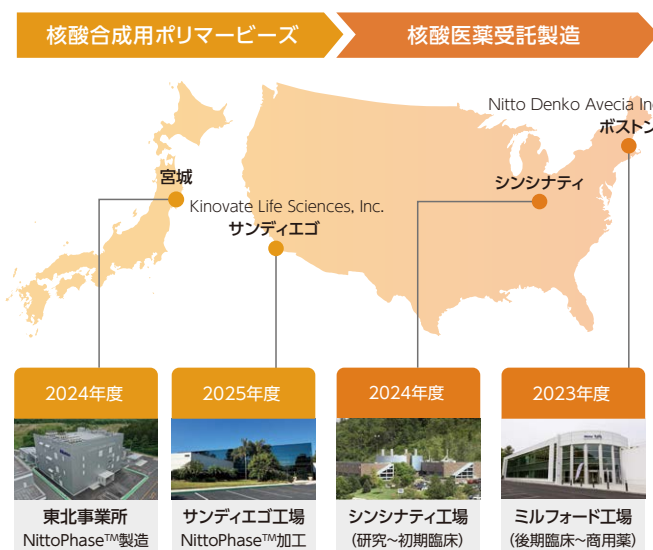 核酸合成用ポリマービーズ
核酸医薬受託製造
Nitto Denko Avecia In
ボストン
宮城
シンシナティ
Kinovate Life Sciences, Inc.
サンディエゴ
2024年度
2025年度
2024年度
2023年度
東北事業所
NittoPhase™製造
サンディエゴ工場
NittoPhase™加工
シンシナティ工場
(研究~初期臨床)
ミルフォード工場
(後期臨床~商用薬)